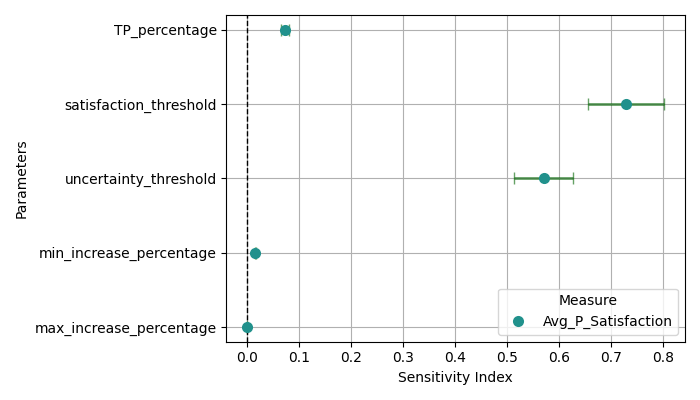 TP_percentage
satisfaction_threshold
uncertainty_threshold
min_increase_percentage
max_increase_percentage
Parameters
Measure
Avg_P_Satisfaction
0.0 0.1 0.2 0.3 0.4 0.5 0.6 0.7 0.8
Sensitivity Index